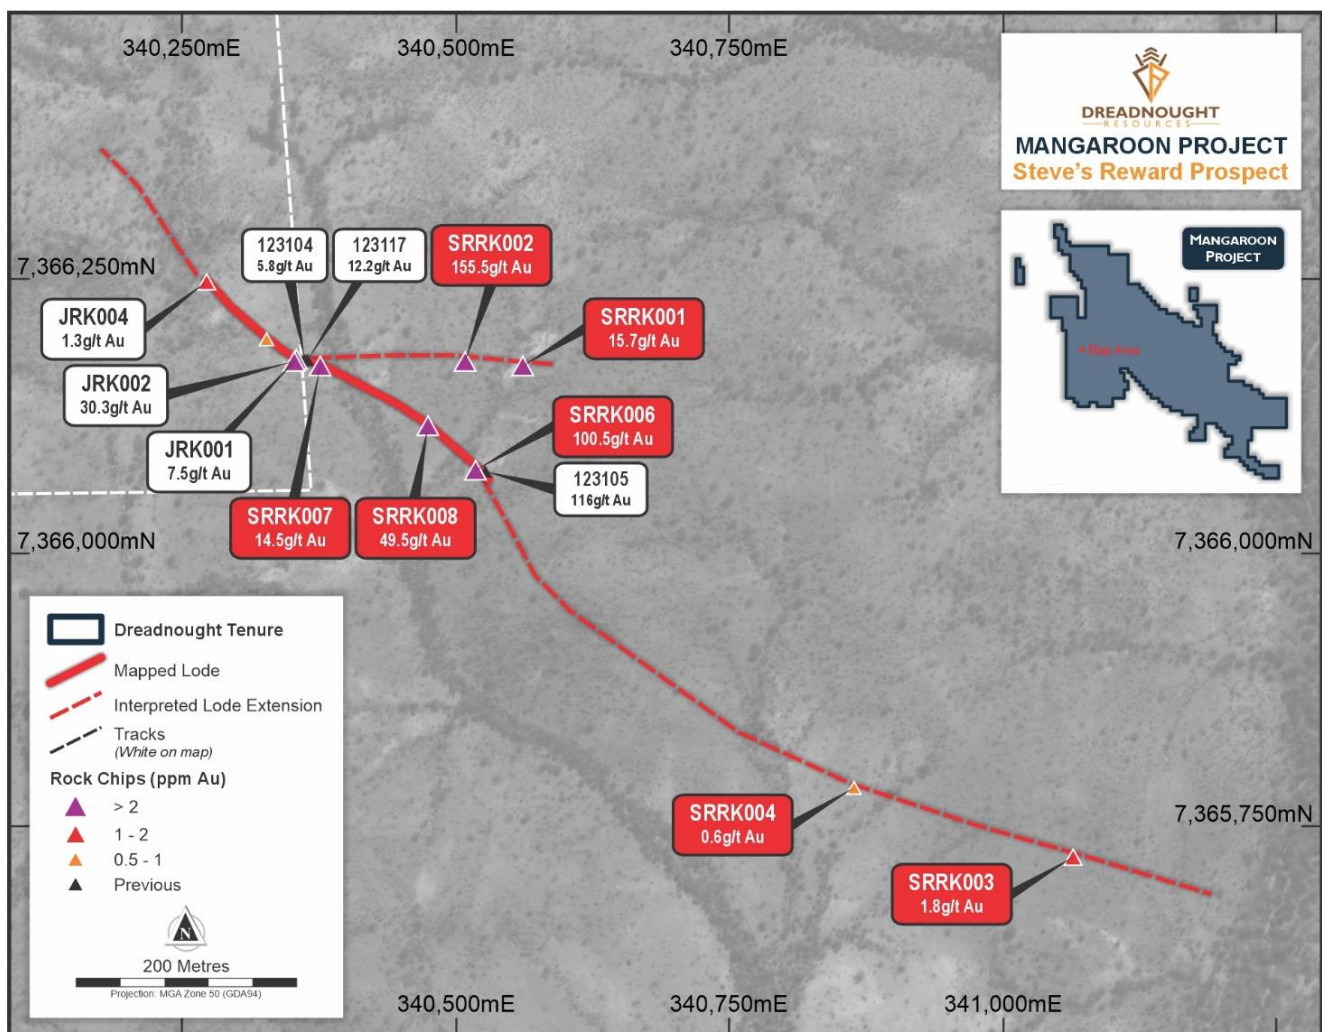 340,250mE
340,500mE
340,750mE
DREADNOUGHT
RESOURCES
MANGAROON PROJECT
Steve's Reward Prospect
MANGAROON
PROJECT
Map Area
7,366,250mN
123104
5.8g/t Au
123117
12.2g/t Au
SRRK002
155.5g/t Au
SRRK001
15.7g/t Au
JRK004
1.3g/t Au
JRK002
30.3g/t Au
JRK001
7.5g/t Au
SRRK006
100.5g/t Au
123105
116g/t Au
SRRK007
14.5g/t Au
SRRK008
49.5g/t Au
7,366,000mN
7,366,000mN
Dreadnought Tenure
Mapped Lode
Interpreted Lode Extension
Tracks
(White on map)
Rock Chips (ppm Au)
> 2
1 - 2
0.5 - 1
Previous
N
200 Metres
Projection: MGA Zone 50 (GDA94)
SRRK004
0.6g/t Au
7,365,750mN
SRRK003
1.8g/t Au
340,500mE
340,750mE
341,000mE